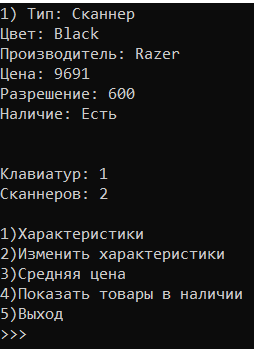 1) Тип: Сканнер
Цвет: Black
Производитель: Razer
Цена: 9691
Разрешение: 600
Наличие: Есть
Клавиатур: 1
Сканнеров: 2
1)Характеристики
2)Изменить характеристики
3)Средняя цена
4)Показать товары в наличии
5)Выход
>>>